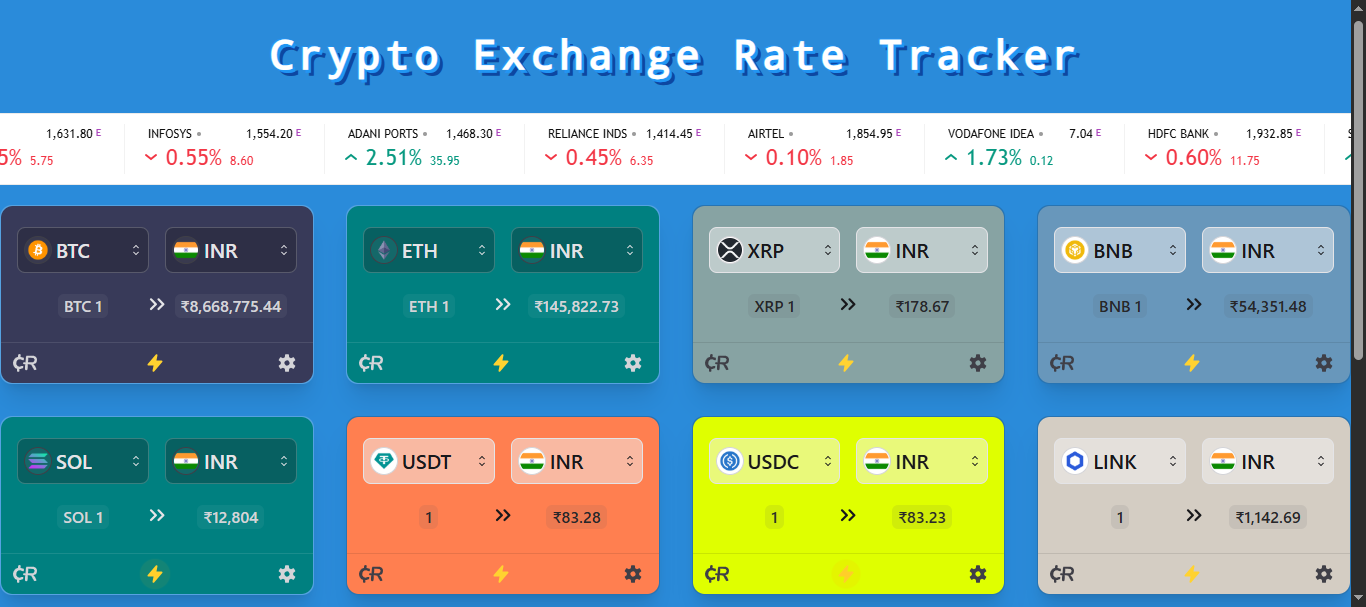 Crypto Exchange Rate Tracker
1,631.80 E INFOSYS • 1,554.20 E ADANI PORTS • 1,468.30 E RELIANCE INDS • 1,414.45 E AIRTEL • 1,854.95 E VODAFONE IDEA • 7.04 E HDFC BANK • 1,932.85 E S
5% 5.75 0.55% 8.60 2.51% 35.95 0.45% 6.35 0.10% 1.85 1.73% 0.12 0.60% 11.75
BTC INR ETH INR XRP INR BNB INR
BTC 1 ₹8,668,775.44 ETH 1 ₹145,822.73 XRP 1 ₹178.67 BNB 1 ₹54,351.48
₵R ₵R ₵R ₵R
SOL INR USDT INR USDC INR LINK INR
SOL 1 ₹12,804 1 ₹83.28 1 ₹83.23 1 ₹1,142.69
₵R ₵R ₵R ₵R